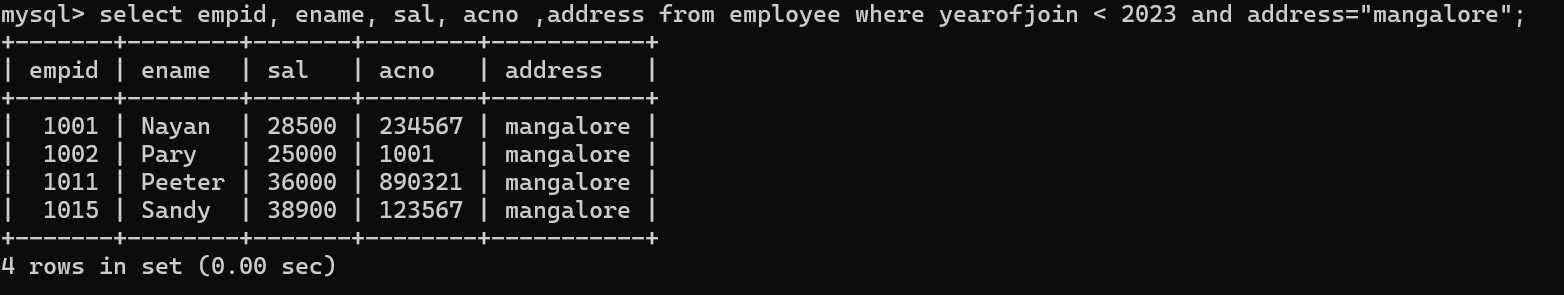 mysql> select empid, ename, sal, acno ,address from employee where yearofjoin < 2023 and address="mangalore";
+-------+--------+-------+--------+-----------+
| empid | ename  | sal   | acno   | address   |
+-------+--------+-------+--------+-----------+
|  1001 | Nayan  | 28500 | 234567 | mangalore |
|  1002 | Pary   | 25000 | 1001   | mangalore |
|  1011 | Peeter | 36000 | 890321 | mangalore |
|  1015 | Sandy  | 38900 | 123567 | mangalore |
+-------+--------+-------+--------+-----------+
4 rows in set (0.00 sec)